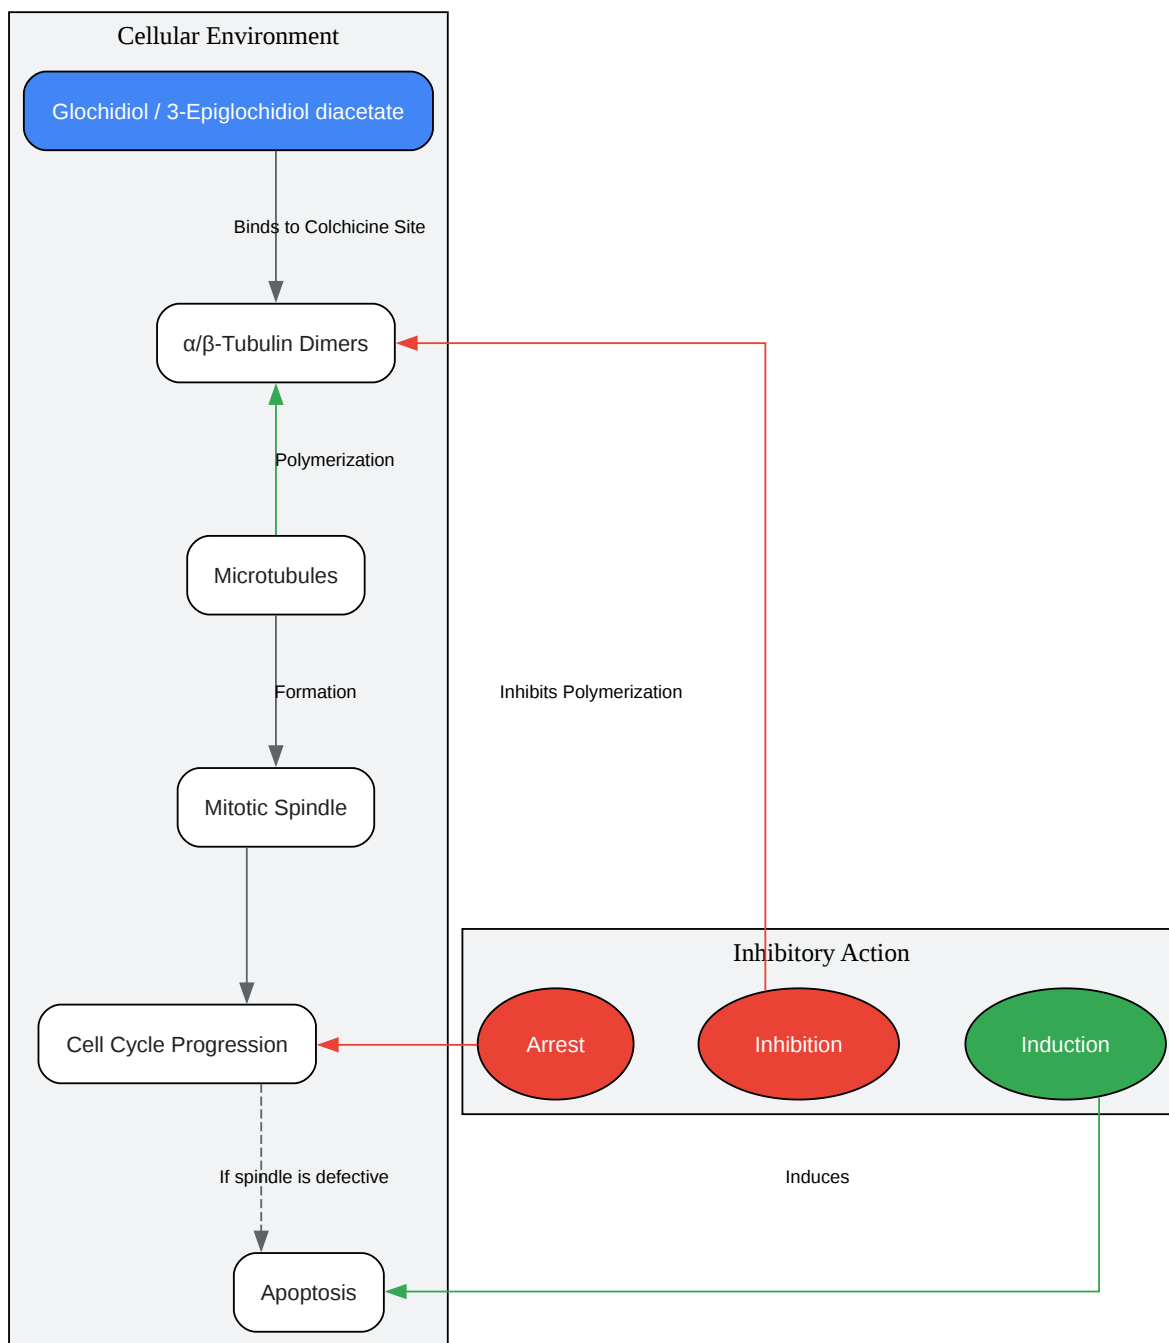 Cellular Environment
Glochidiol / 3-Epiglochidiol diacetate
Binds to Colchicine Site
α/β-Tubulin Dimers
Polymerization
Microtubules
Formation
Inhibits Polymerization
Mitotic Spindle
Inhibitory Action
Cell Cycle Progression
Arrest
Inhibition
Induction
If spindle is defective
Induces
Apoptosis